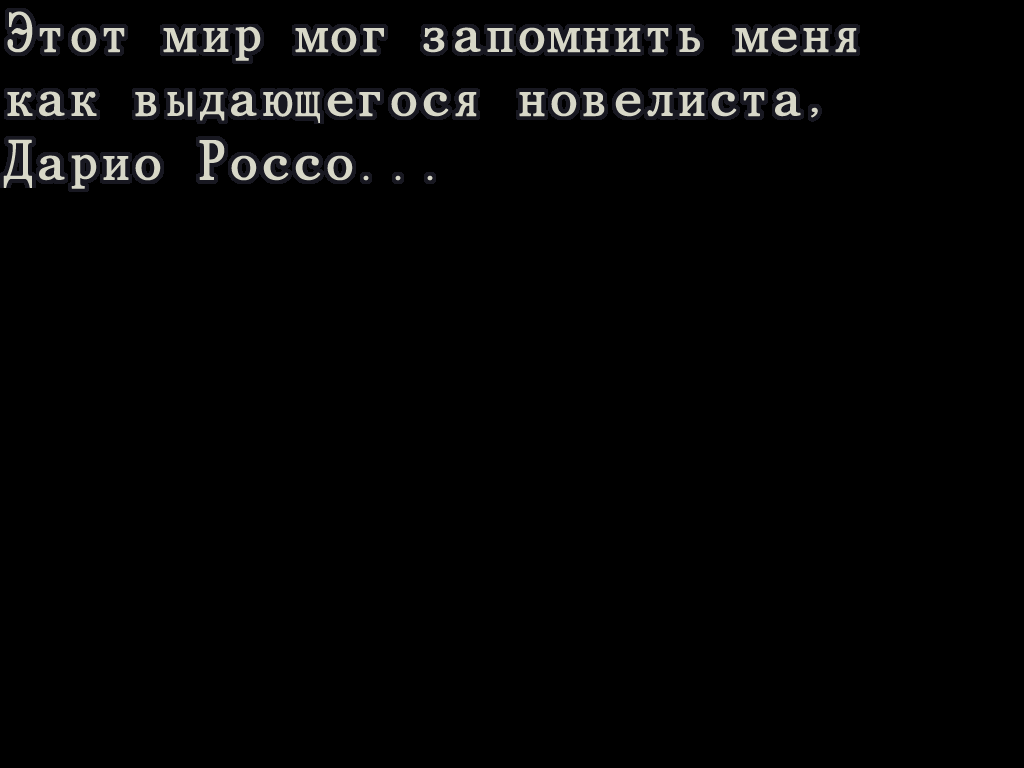 Этот мир мог запомнить меня
как выдающегося новелиста,
Дарио Россо...